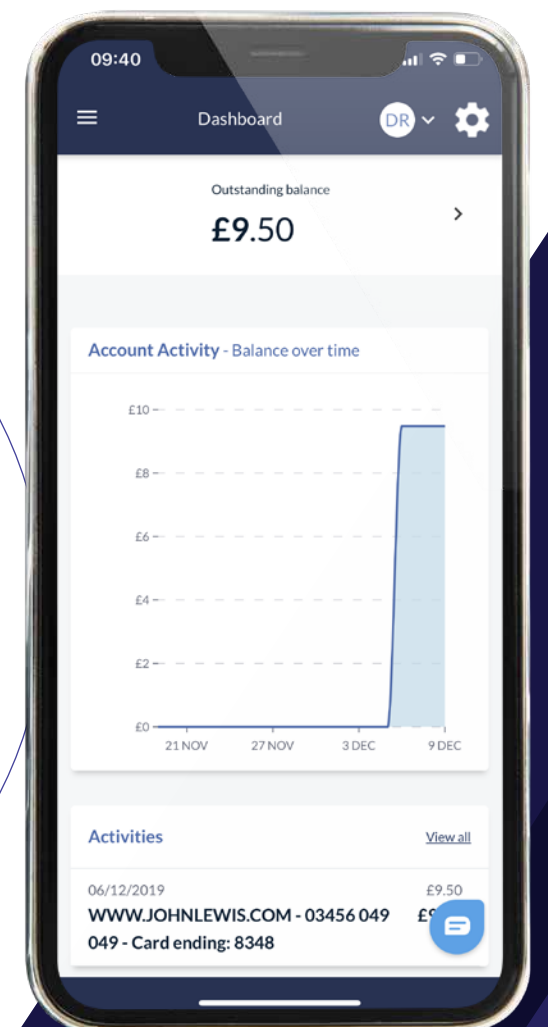 09:40
Dashboard
DR
Outstanding balance
£9.50
Account Activity - Balance over time
£10
£8
£6
£4
£2
£0
21 NOV 27 NOV 3 DEC 9 DEC
Activities View all
06/12/2019 £9.50
WWW.JOHNLEWIS.COM - 03456 049
049 - Card ending: 8348